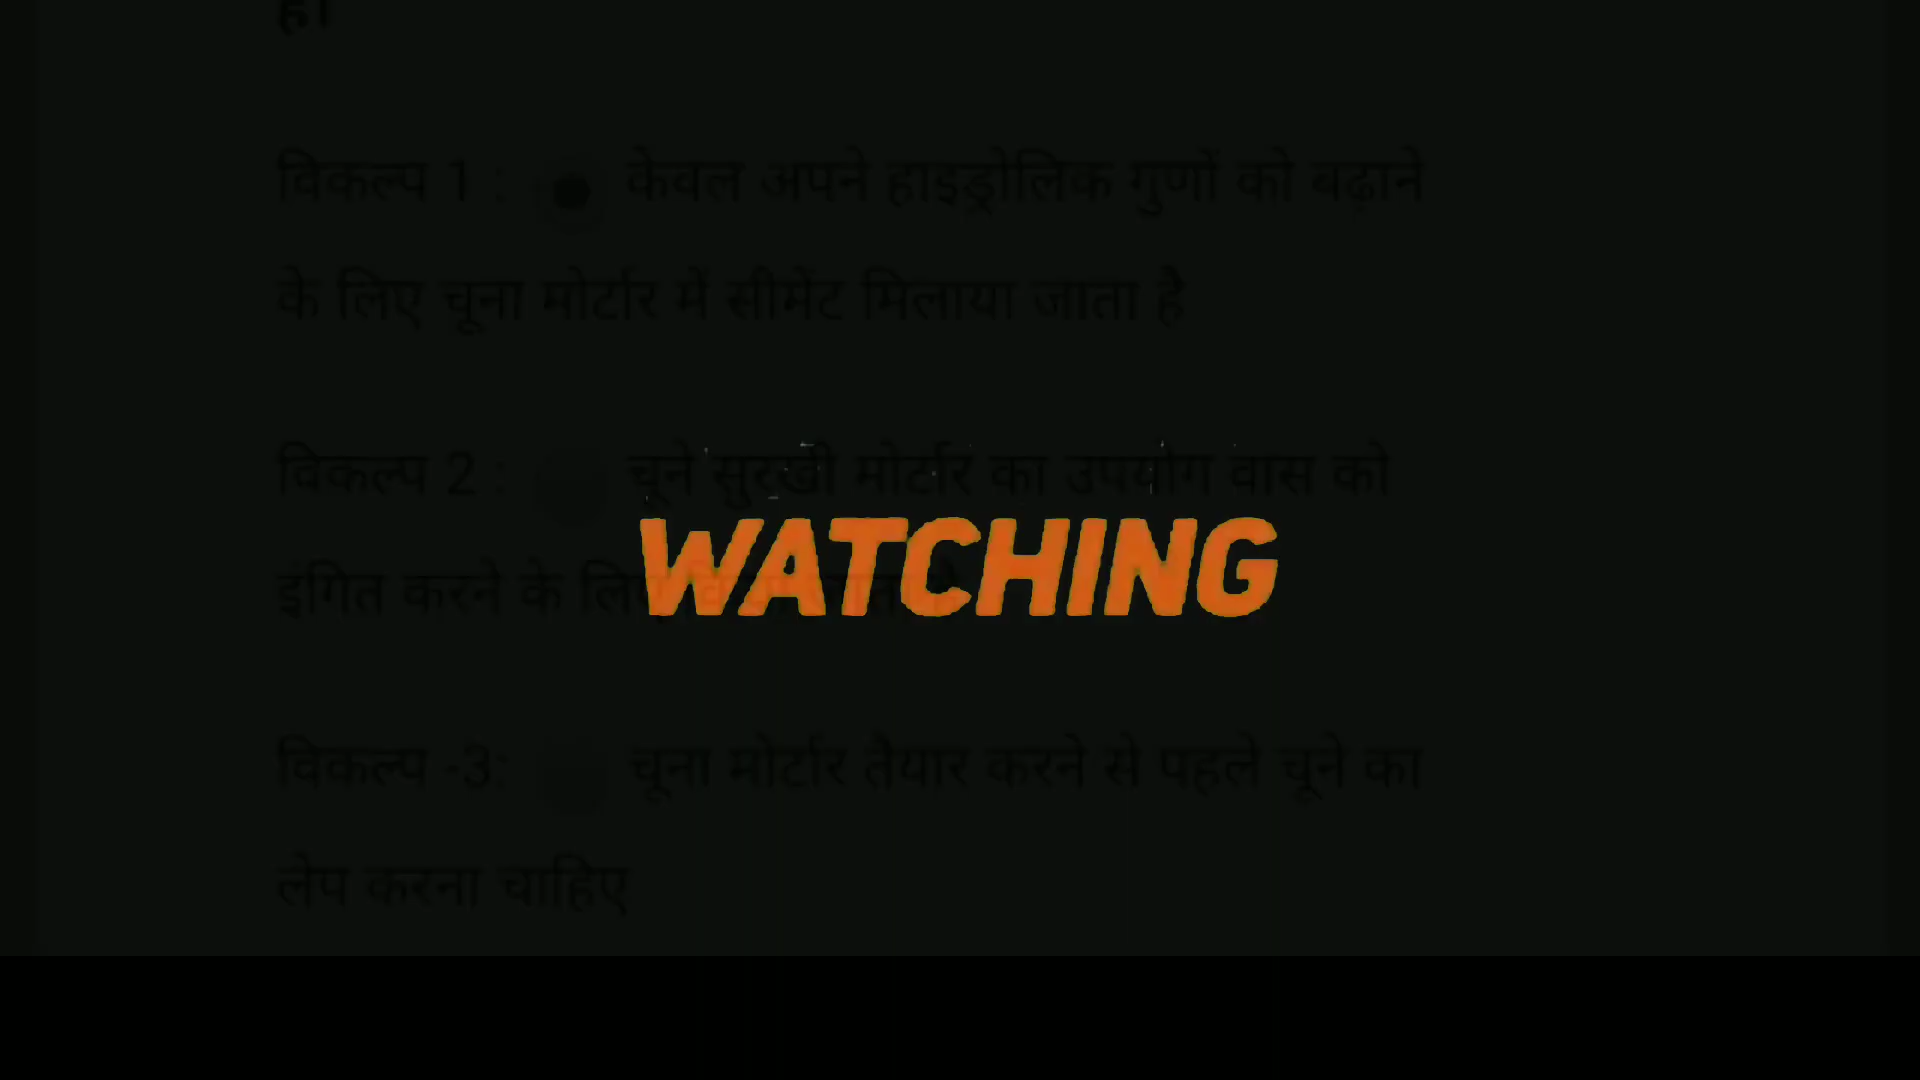 है।
विकल्प 1 : केवल अपने हाइड्रोलिक गुणों को बढ़ाने
के लिए चूना मोर्टार में सीमेंट मिलाया जाता है
विकल्प 2 : चूने सुरखी मोर्टार का उपयोग वास को
इंगित करने के लिए किया जाता है
WATCHING
विकल्प -3: चूना मोर्टार तैयार करने से पहले चूने का
लेप करना चाहिए